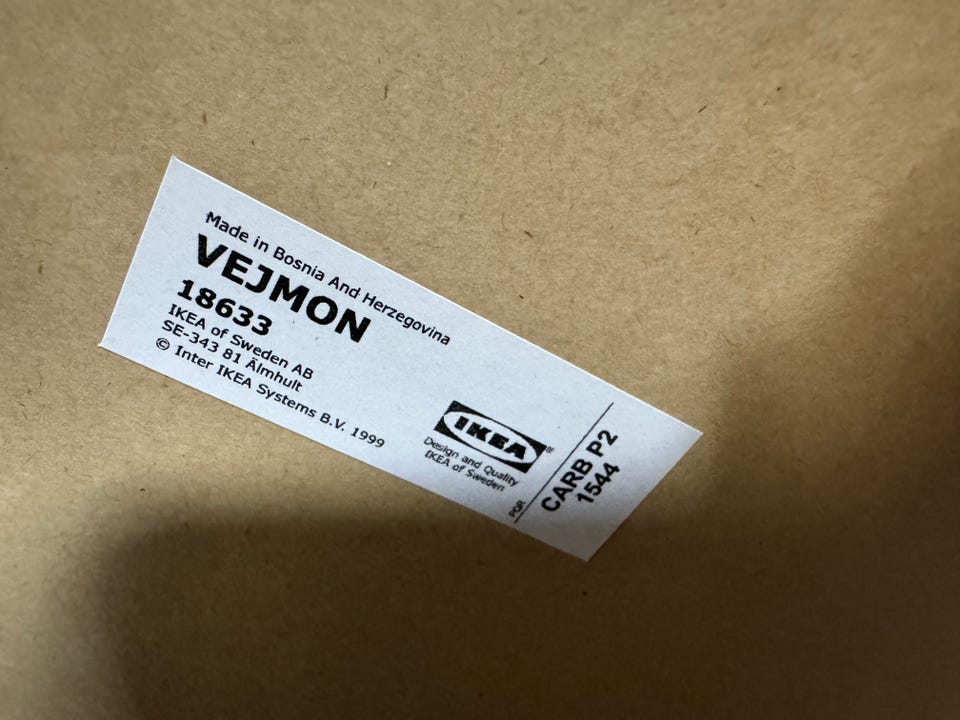 Made in Bosnia And Herzegovina
VEJMON
18633
IKEA of Sweden AB
SE-343 81 Älmhult
© Inter IKEA Systems B.V. 1999
IKEA®
Design and Quality
IKEA of Sweden
PQR
CARB P2
1544